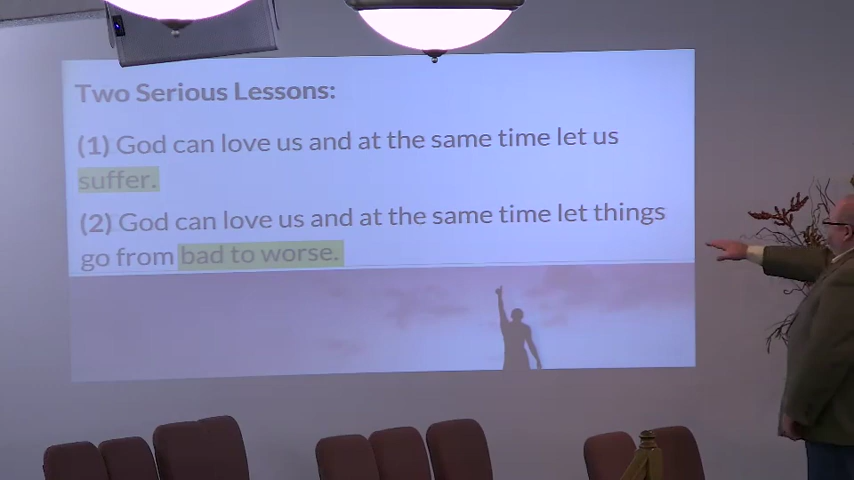 Two Serious Lessons:
(1) God can love us and at the same time let us
suffer.
(2) God can love us and at the same time let things
go from bad to worse.